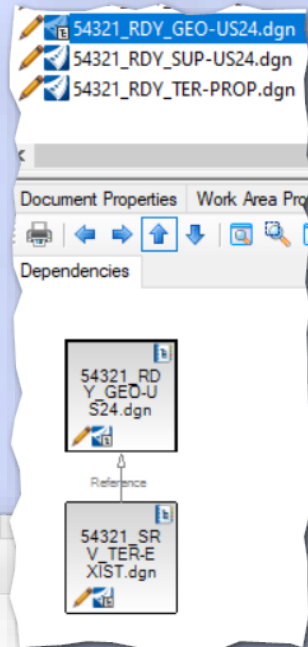 54321_RDY_GEO-US24.dgn
54321_RDY_SUP-US24.dgn
54321_RDY_TER-PROP.dgn
Document Properties Work Area Pro
Dependencies
54321_RD
Y_GEO-U
S24.dgn
Reference
54321_SR
V_TER-E
XIST.dgn